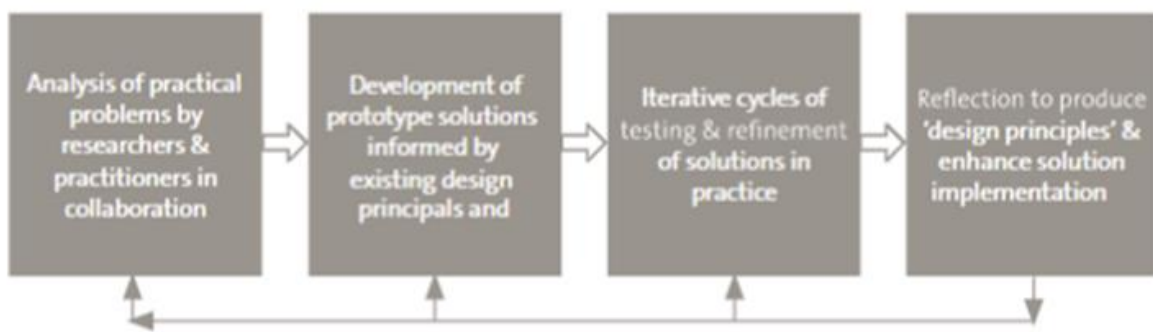 Analysis of practical
problems by
researchers &
practitioners in
collaboration
Development of
prototype solutions
informed by
existing design
principals and
Iterative cycles of
testing & refinement
of solutions in
practice
Reflection to produce
'design principles' &
enhance solution
implementation